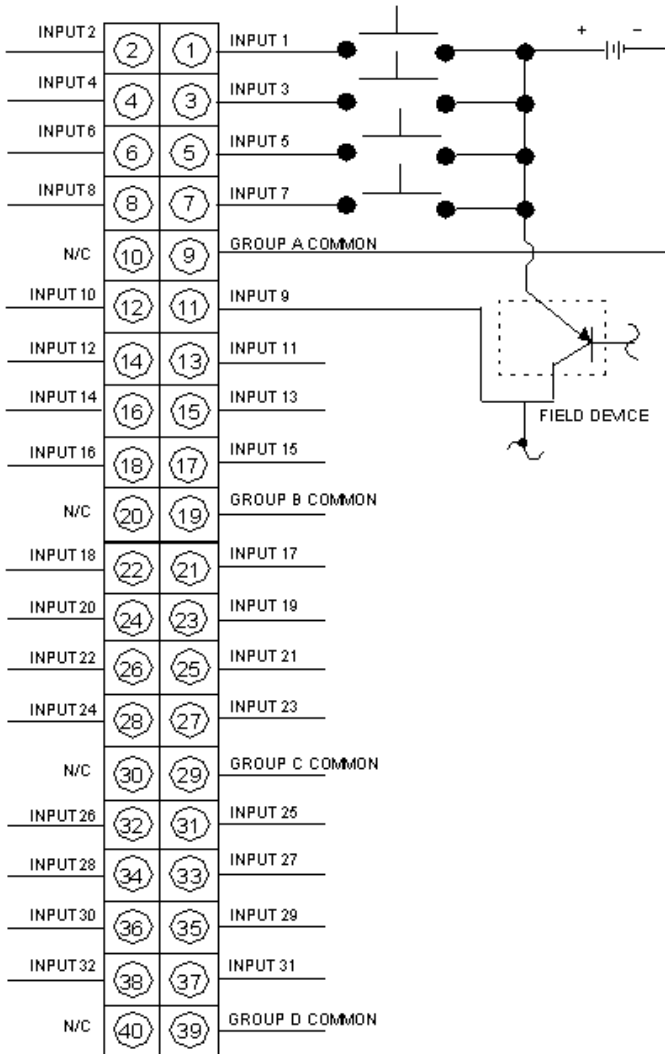 INPUT 2 2 1 INPUT 1 + −
INPUT 4 4 3 INPUT 3
INPUT 6 6 5 INPUT 5
INPUT 8 8 7 INPUT 7
N/C 10 9 GROUP A COMMON
INPUT 10 12 11 INPUT 9
INPUT 12 14 13 INPUT 11
INPUT 14 16 15 INPUT 13
FIELD DEVICE
INPUT 16 18 17 INPUT 15
N/C 20 19 GROUP B COMMON
INPUT 18 22 21 INPUT 17
INPUT 20 24 23 INPUT 19
INPUT 22 26 25 INPUT 21
INPUT 24 28 27 INPUT 23
N/C 30 29 GROUP C COMMON
INPUT 26 32 31 INPUT 25
INPUT 28 34 33 INPUT 27
INPUT 30 36 35 INPUT 29
INPUT 32 38 37 INPUT 31
N/C 40 39 GROUP D COMMON